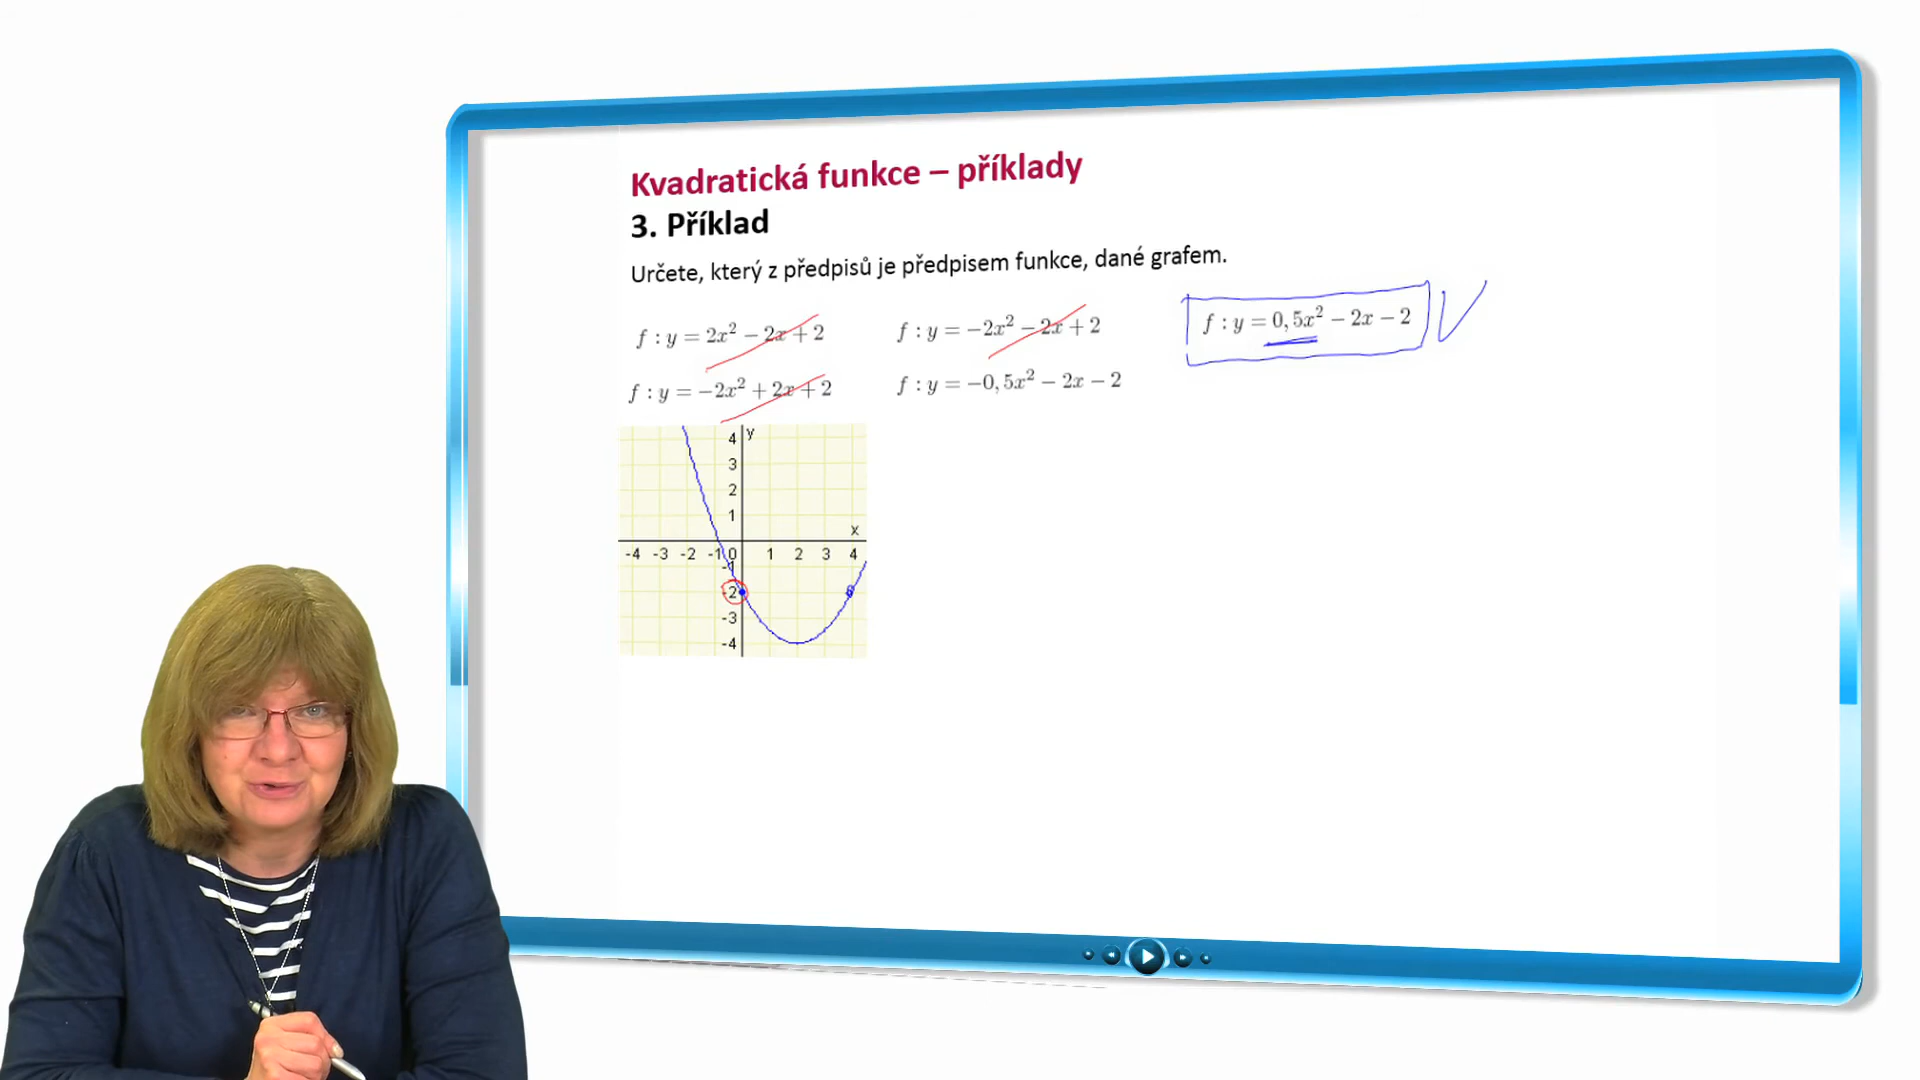 Kvadratická funkce – příklady
3. Příklad
Určete, který z předpisů je předpisem funkce, dané grafem.
f : y = 2x² − 2x + 2
f : y = −2x² − 2x + 2
f : y = 0,5x² − 2x − 2
f : y = −2x² + 2x + 2
f : y = −0,5x² − 2x − 2
4 y
3
2
1
x
-4 -3 -2 -1 0 1 2 3 4
-1
-2
-3
-4